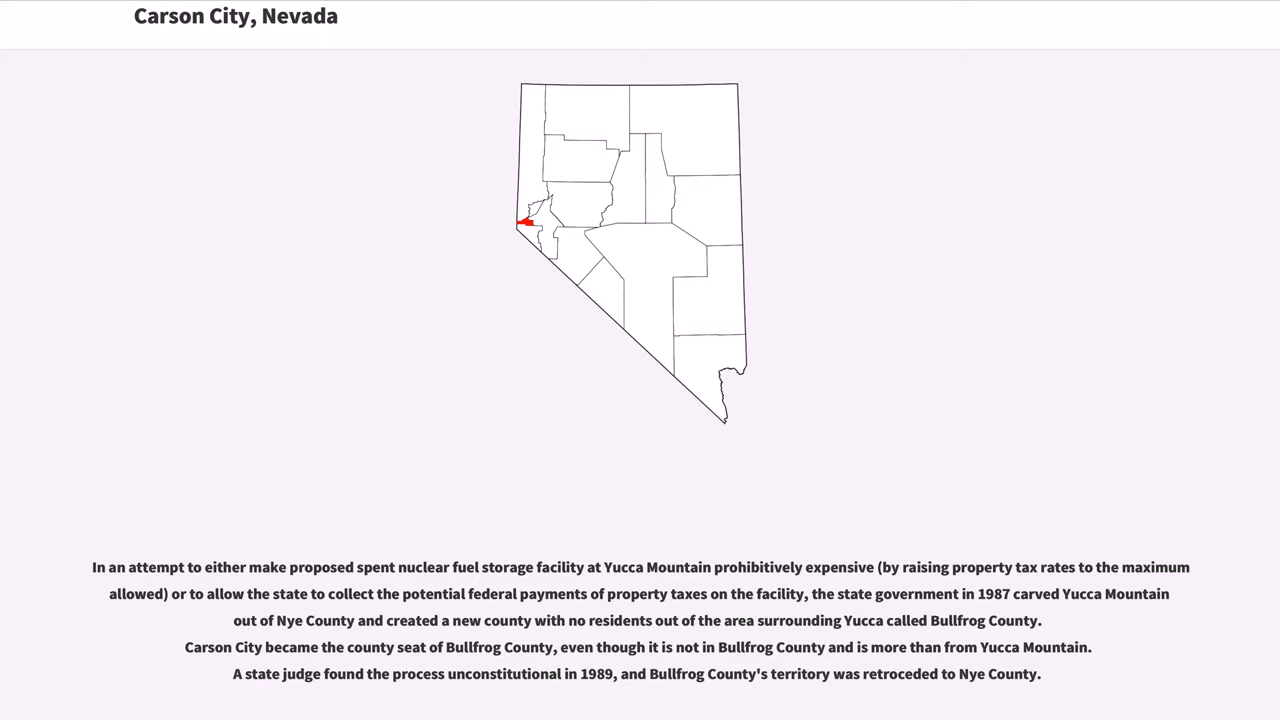 Carson City, Nevada
In an attempt to either make proposed spent nuclear fuel storage facility at Yucca Mountain prohibitively expensive (by raising property tax rates to the maximum
allowed) or to allow the state to collect the potential federal payments of property taxes on the facility, the state government in 1987 carved Yucca Mountain
out of Nye County and created a new county with no residents out of the area surrounding Yucca called Bullfrog County.
Carson City became the county seat of Bullfrog County, even though it is not in Bullfrog County and is more than from Yucca Mountain.
A state judge found the process unconstitutional in 1989, and Bullfrog County's territory was retroceded to Nye County.